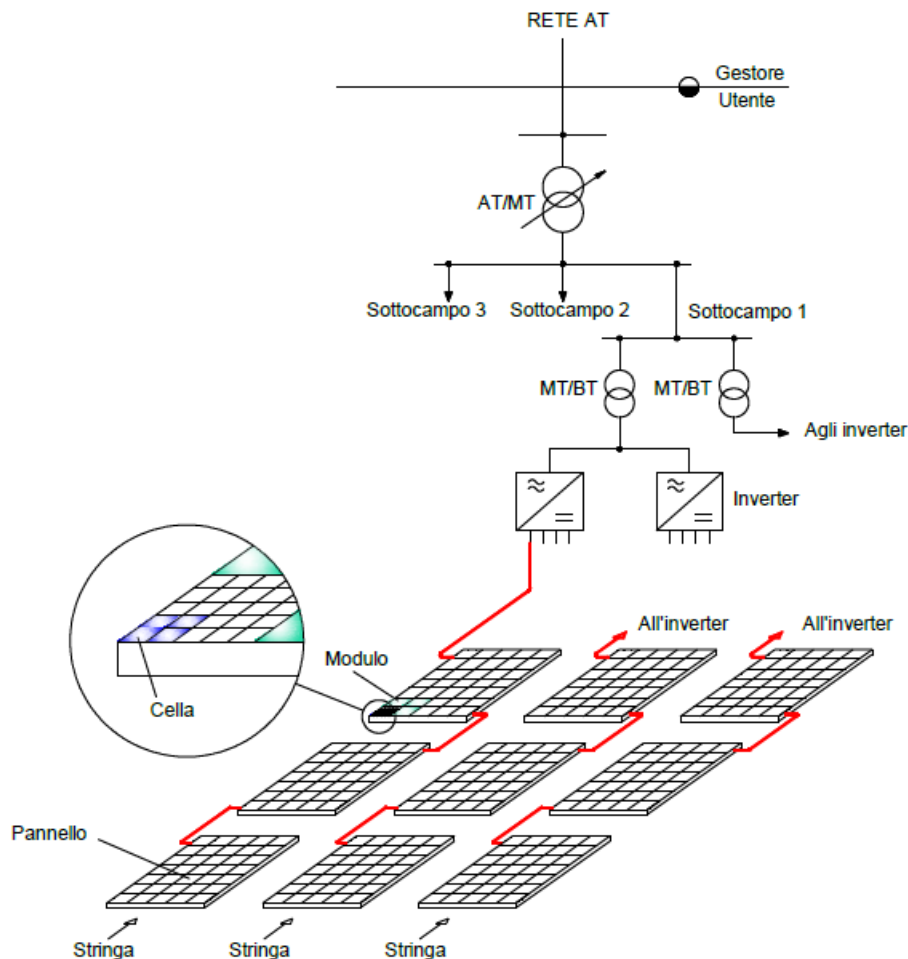 RETE AT
Gestore
Utente
AT/MT
Sottocampo 3
Sottocampo 2
Sottocampo 1
MT/BT
MT/BT
Agli inverter
Inverter
All'inverter
All'inverter
Modulo
Cella
Pannello
Stringa
Stringa
Stringa